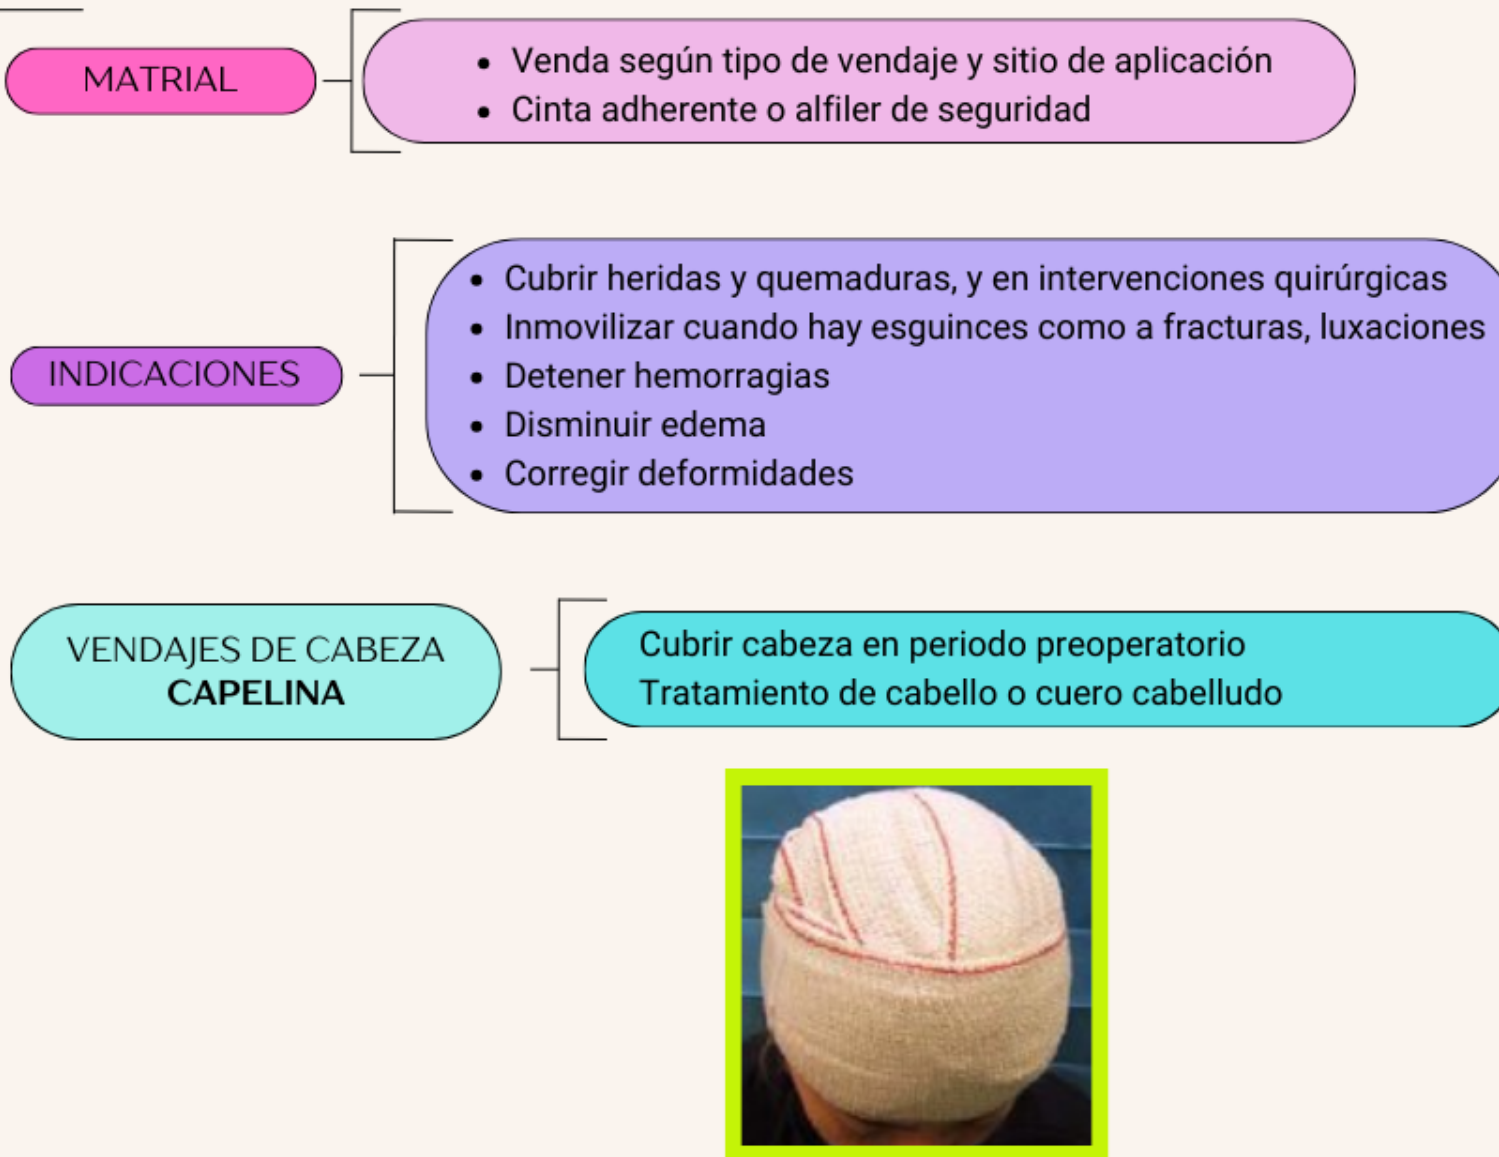 MATRIAL
• Venda según tipo de vendaje y sitio de aplicación
• Cinta adherente o alfiler de seguridad
INDICACIONES
• Cubrir heridas y quemaduras, y en intervenciones quirúrgicas
• Inmovilizar cuando hay esguinces como a fracturas, luxaciones
• Detener hemorragias
• Disminuir edema
• Corregir deformidades
VENDAJES DE CABEZA
CAPELINA
Cubrir cabeza en periodo preoperatorio
Tratamiento de cabello o cuero cabelludo